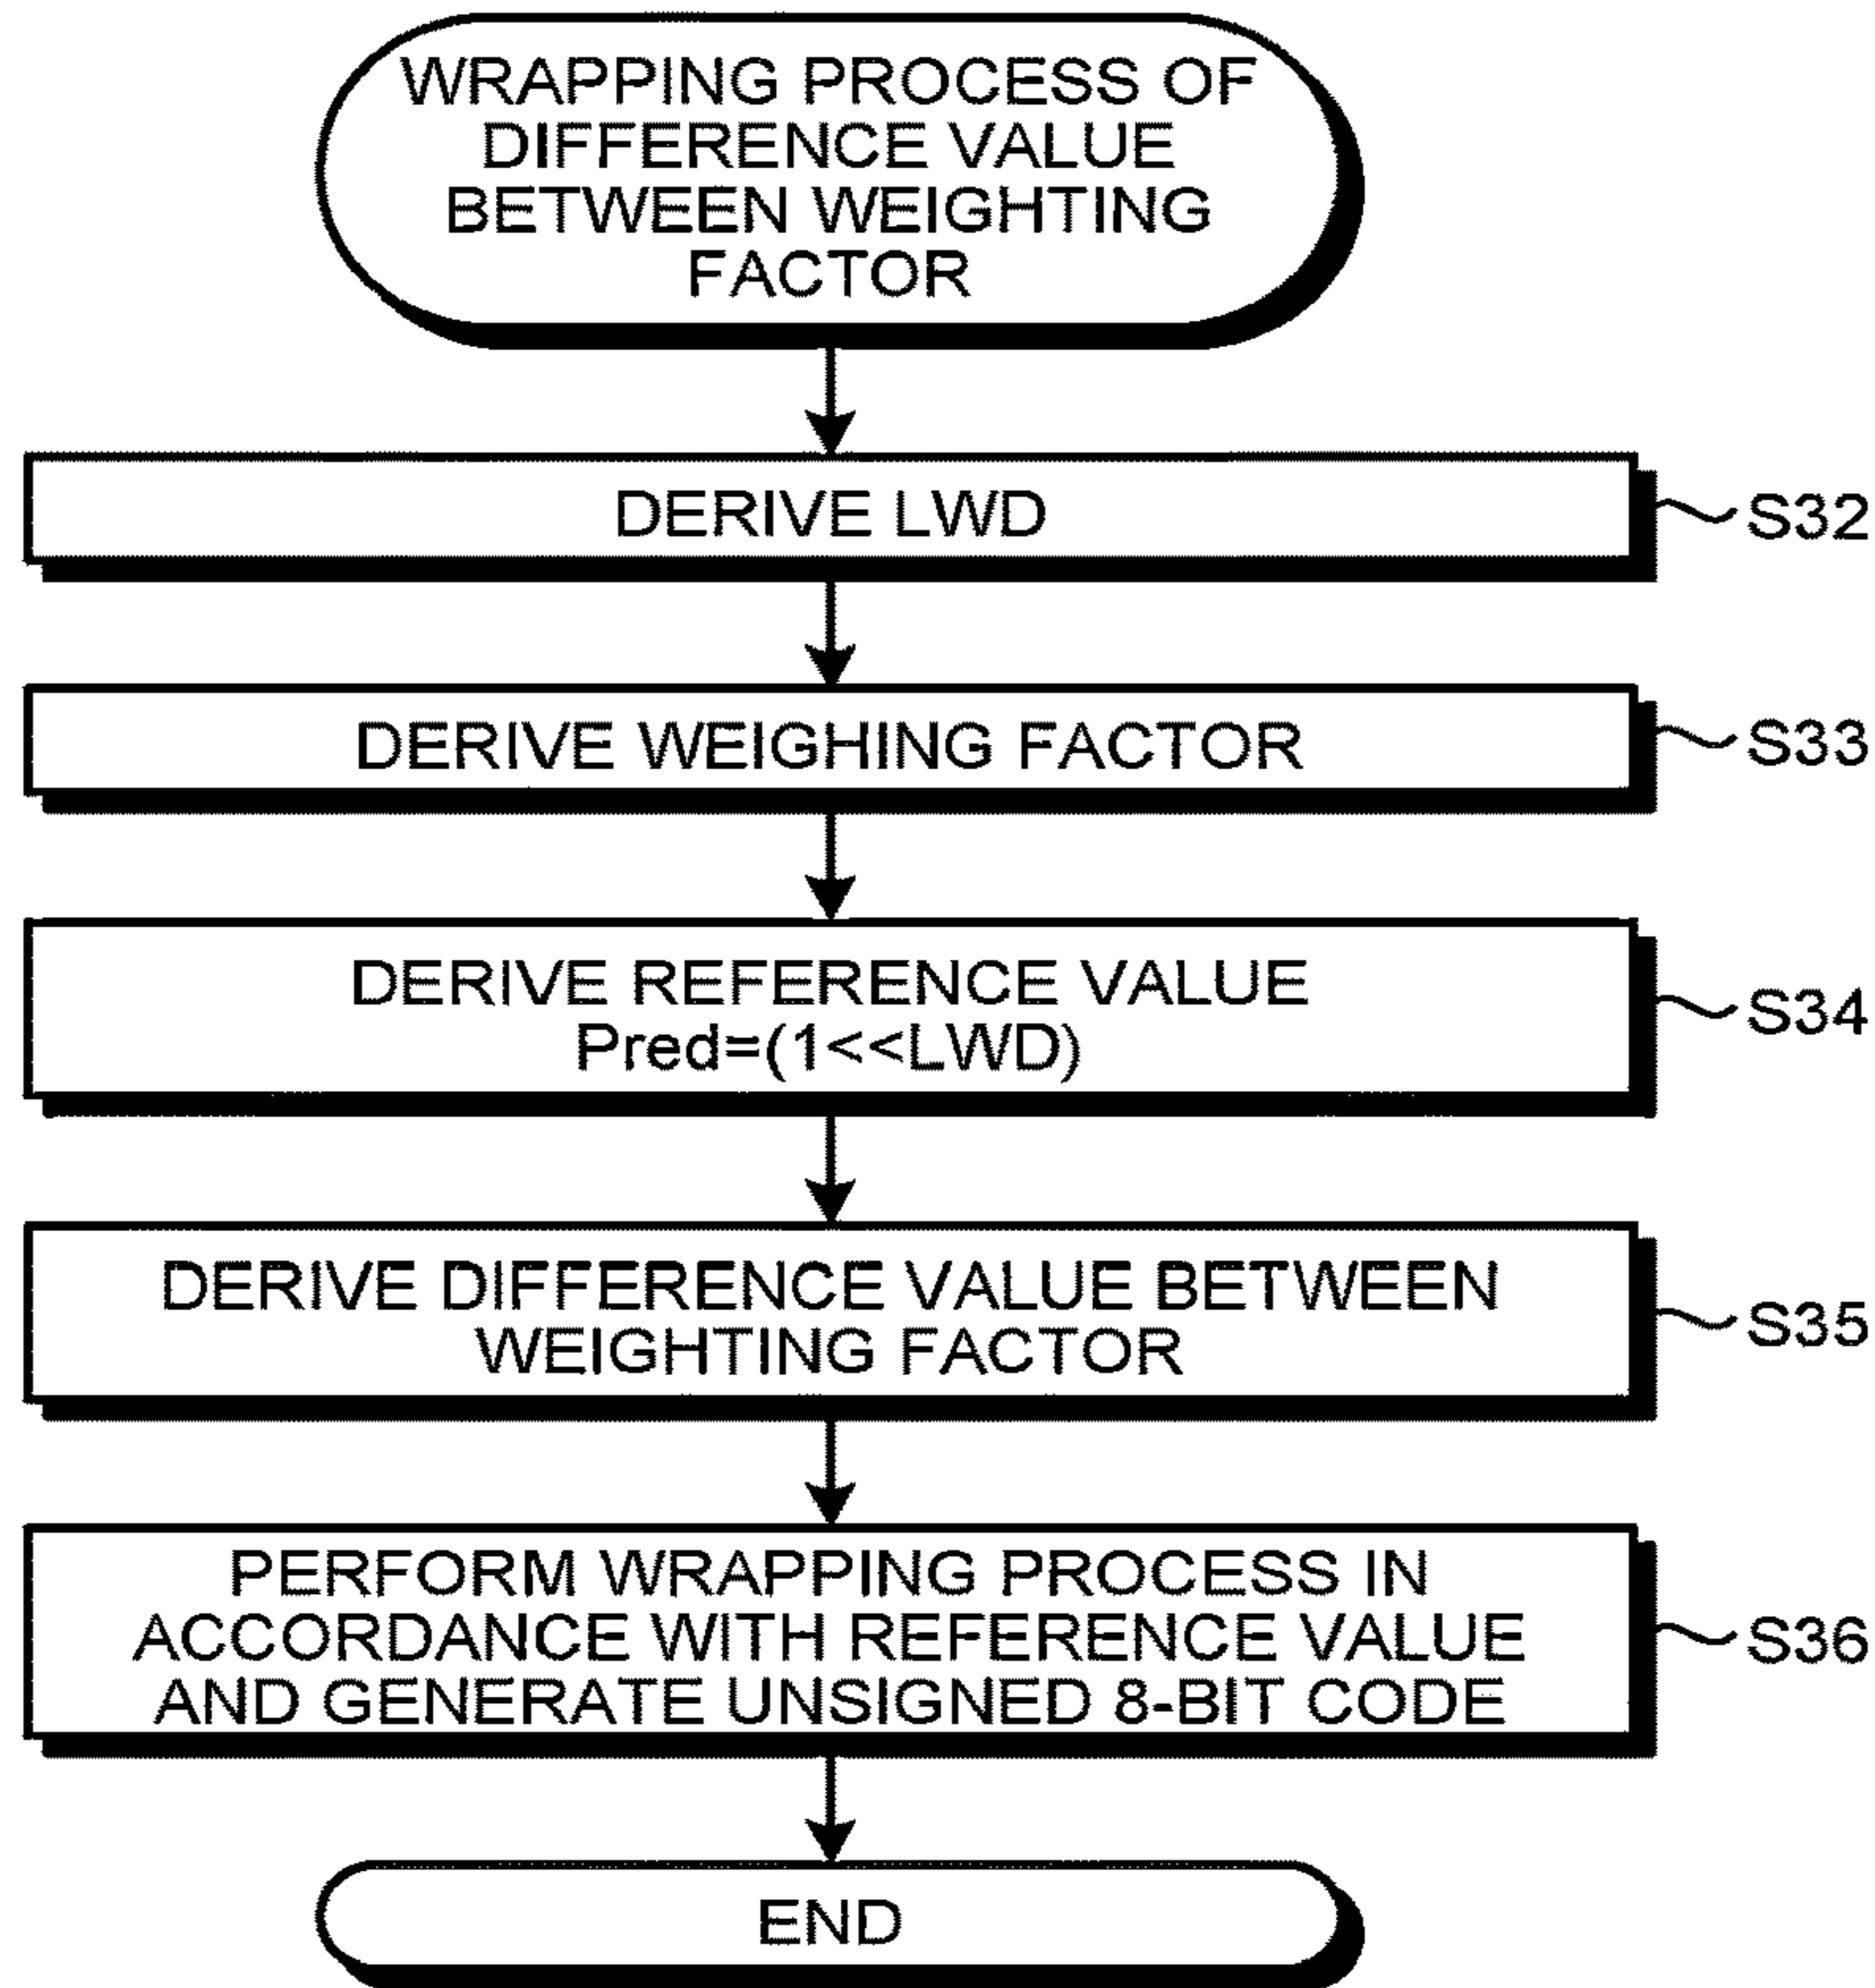 WRAPPING PROCESS OF
DIFFERENCE VALUE
BETWEEN WEIGHTING
FACTOR
DERIVE LWD
S32
DERIVE WEIGHING FACTOR
S33
DERIVE REFERENCE VALUE
Pred=(1<<LWD)
S34
DERIVE DIFFERENCE VALUE BETWEEN
WEIGHTING FACTOR
S35
PERFORM WRAPPING PROCESS IN
ACCORDANCE WITH REFERENCE VALUE
AND GENERATE UNSIGNED 8-BIT CODE
S36
END